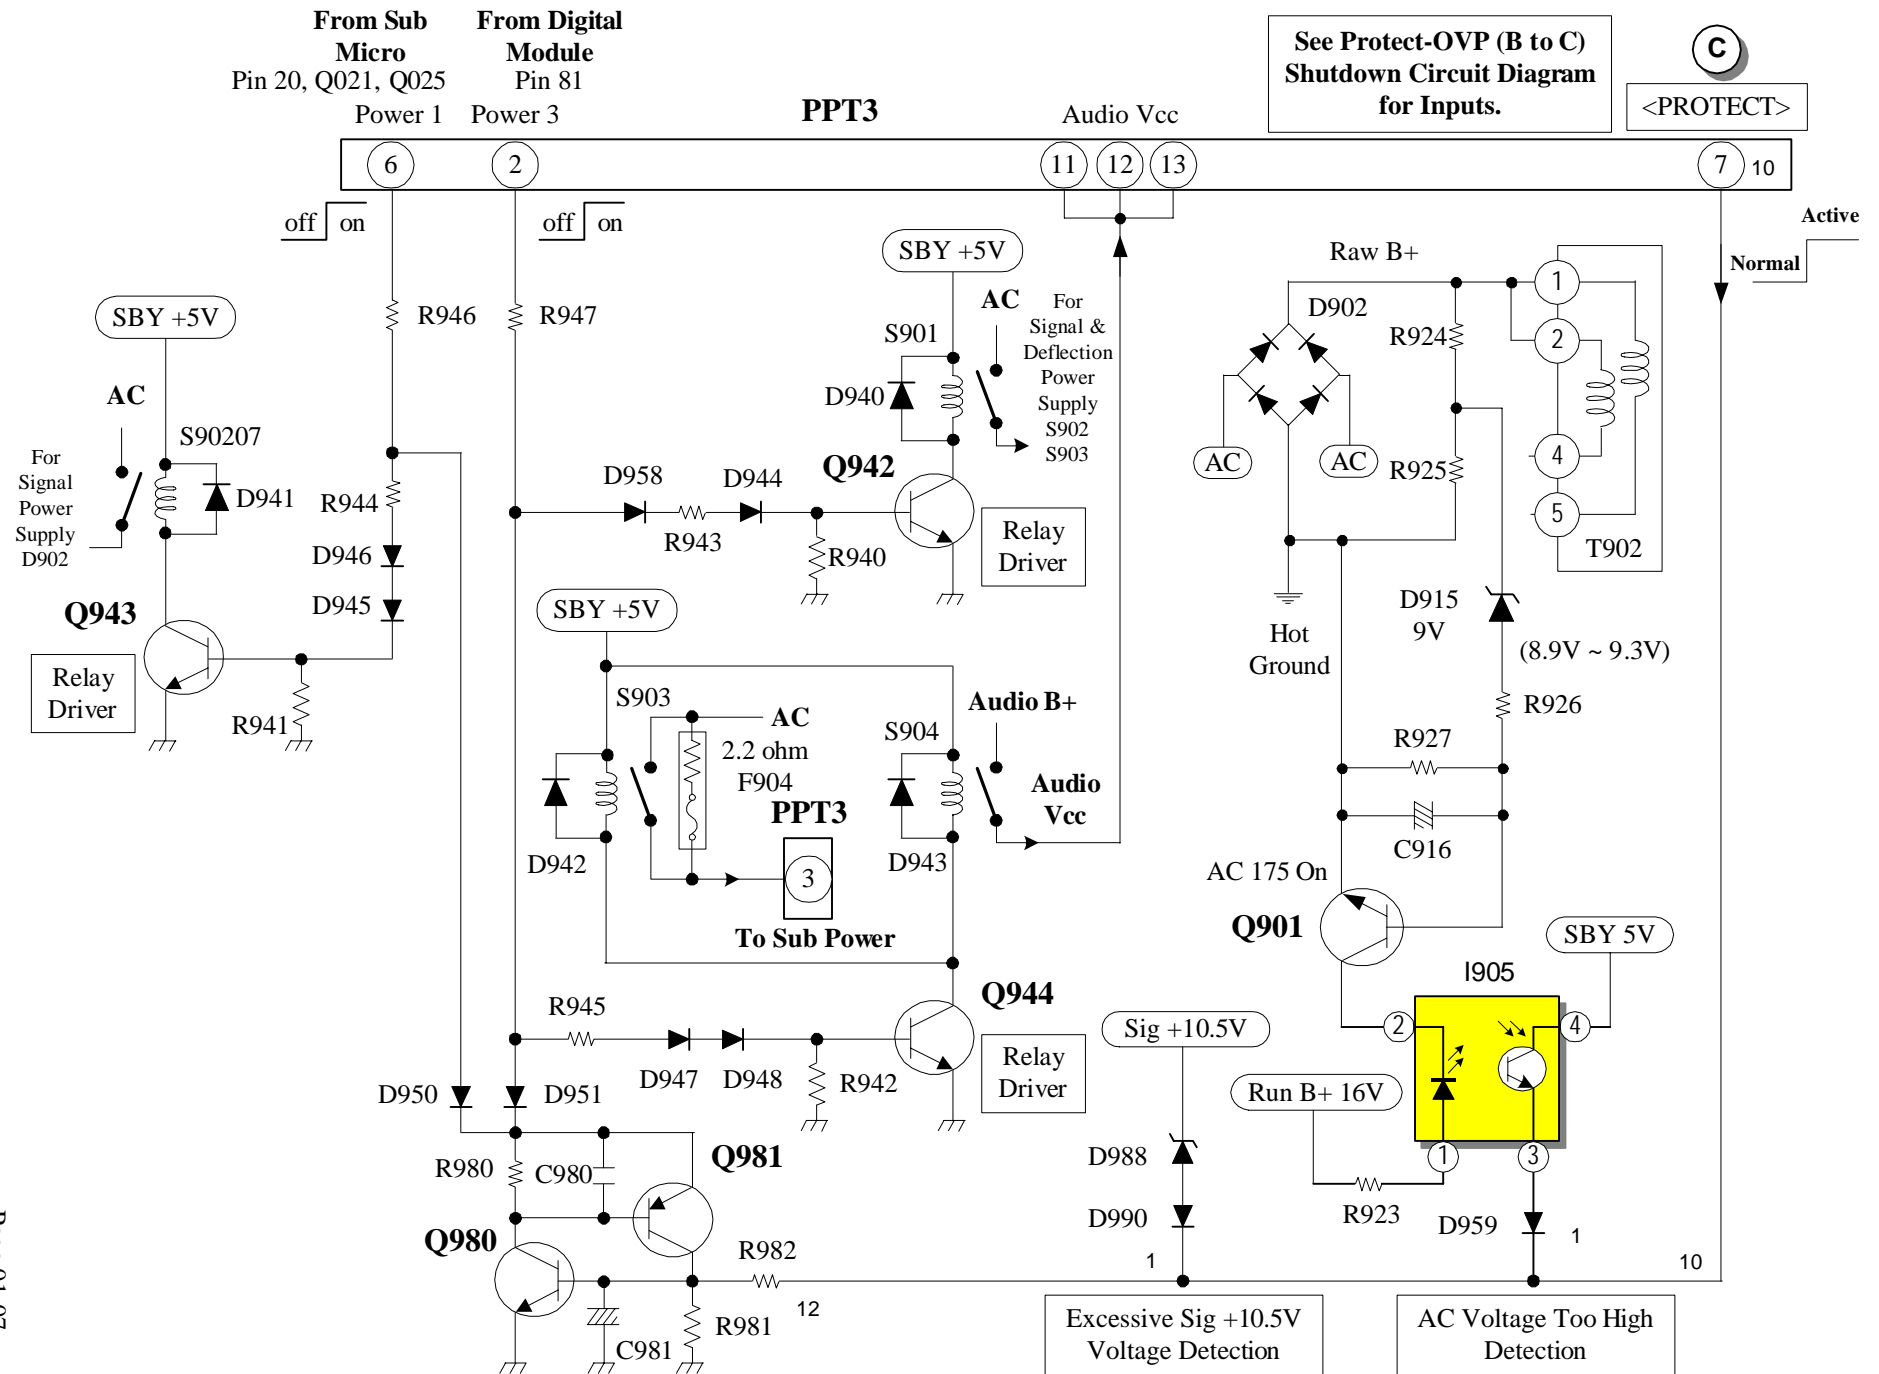 From Sub
Micro
Pin 20, Q021, Q025
Power 1
From Digital
Module
Pin 81
Power 3
PPT3
Audio Vcc
See Protect-OVP (B to C)
Shutdown Circuit Diagram
for Inputs.
C
<PROTECT>
6
2
11
12
13
7
10
off
on
off
on
Active
Normal
SBY +5V
AC
For
Signal
Power
Supply
D902
S90207
D941
Q943
Relay
Driver
R941
R946
R944
D946
D945
R947
D958
R943
D944
R940
Q942
Relay
Driver
SBY +5V
S901
D940
AC
For
Signal &
Deflection
Power
Supply
S902
S903
SBY +5V
S903
D942
AC
2.2 ohm
F904
PPT3
3
To Sub Power
S904
D943
Audio B+
Audio
Vcc
R945
D947
D948
R942
Q944
Relay
Driver
D950
D951
R980
C980
Q981
Q980
C981
R981
R982
12
Raw B+
D902
AC
AC
R924
R925
1
2
4
5
T902
Hot
Ground
D915
9V
(8.9V ~ 9.3V)
R926
R927
C916
AC 175 On
Q901
SBY 5V
I905
2
4
1
3
Run B+ 16V
R923
D959
1
10
Sig +10.5V
D988
D990
1
Excessive Sig +10.5V
Voltage Detection
AC Voltage Too High
Detection